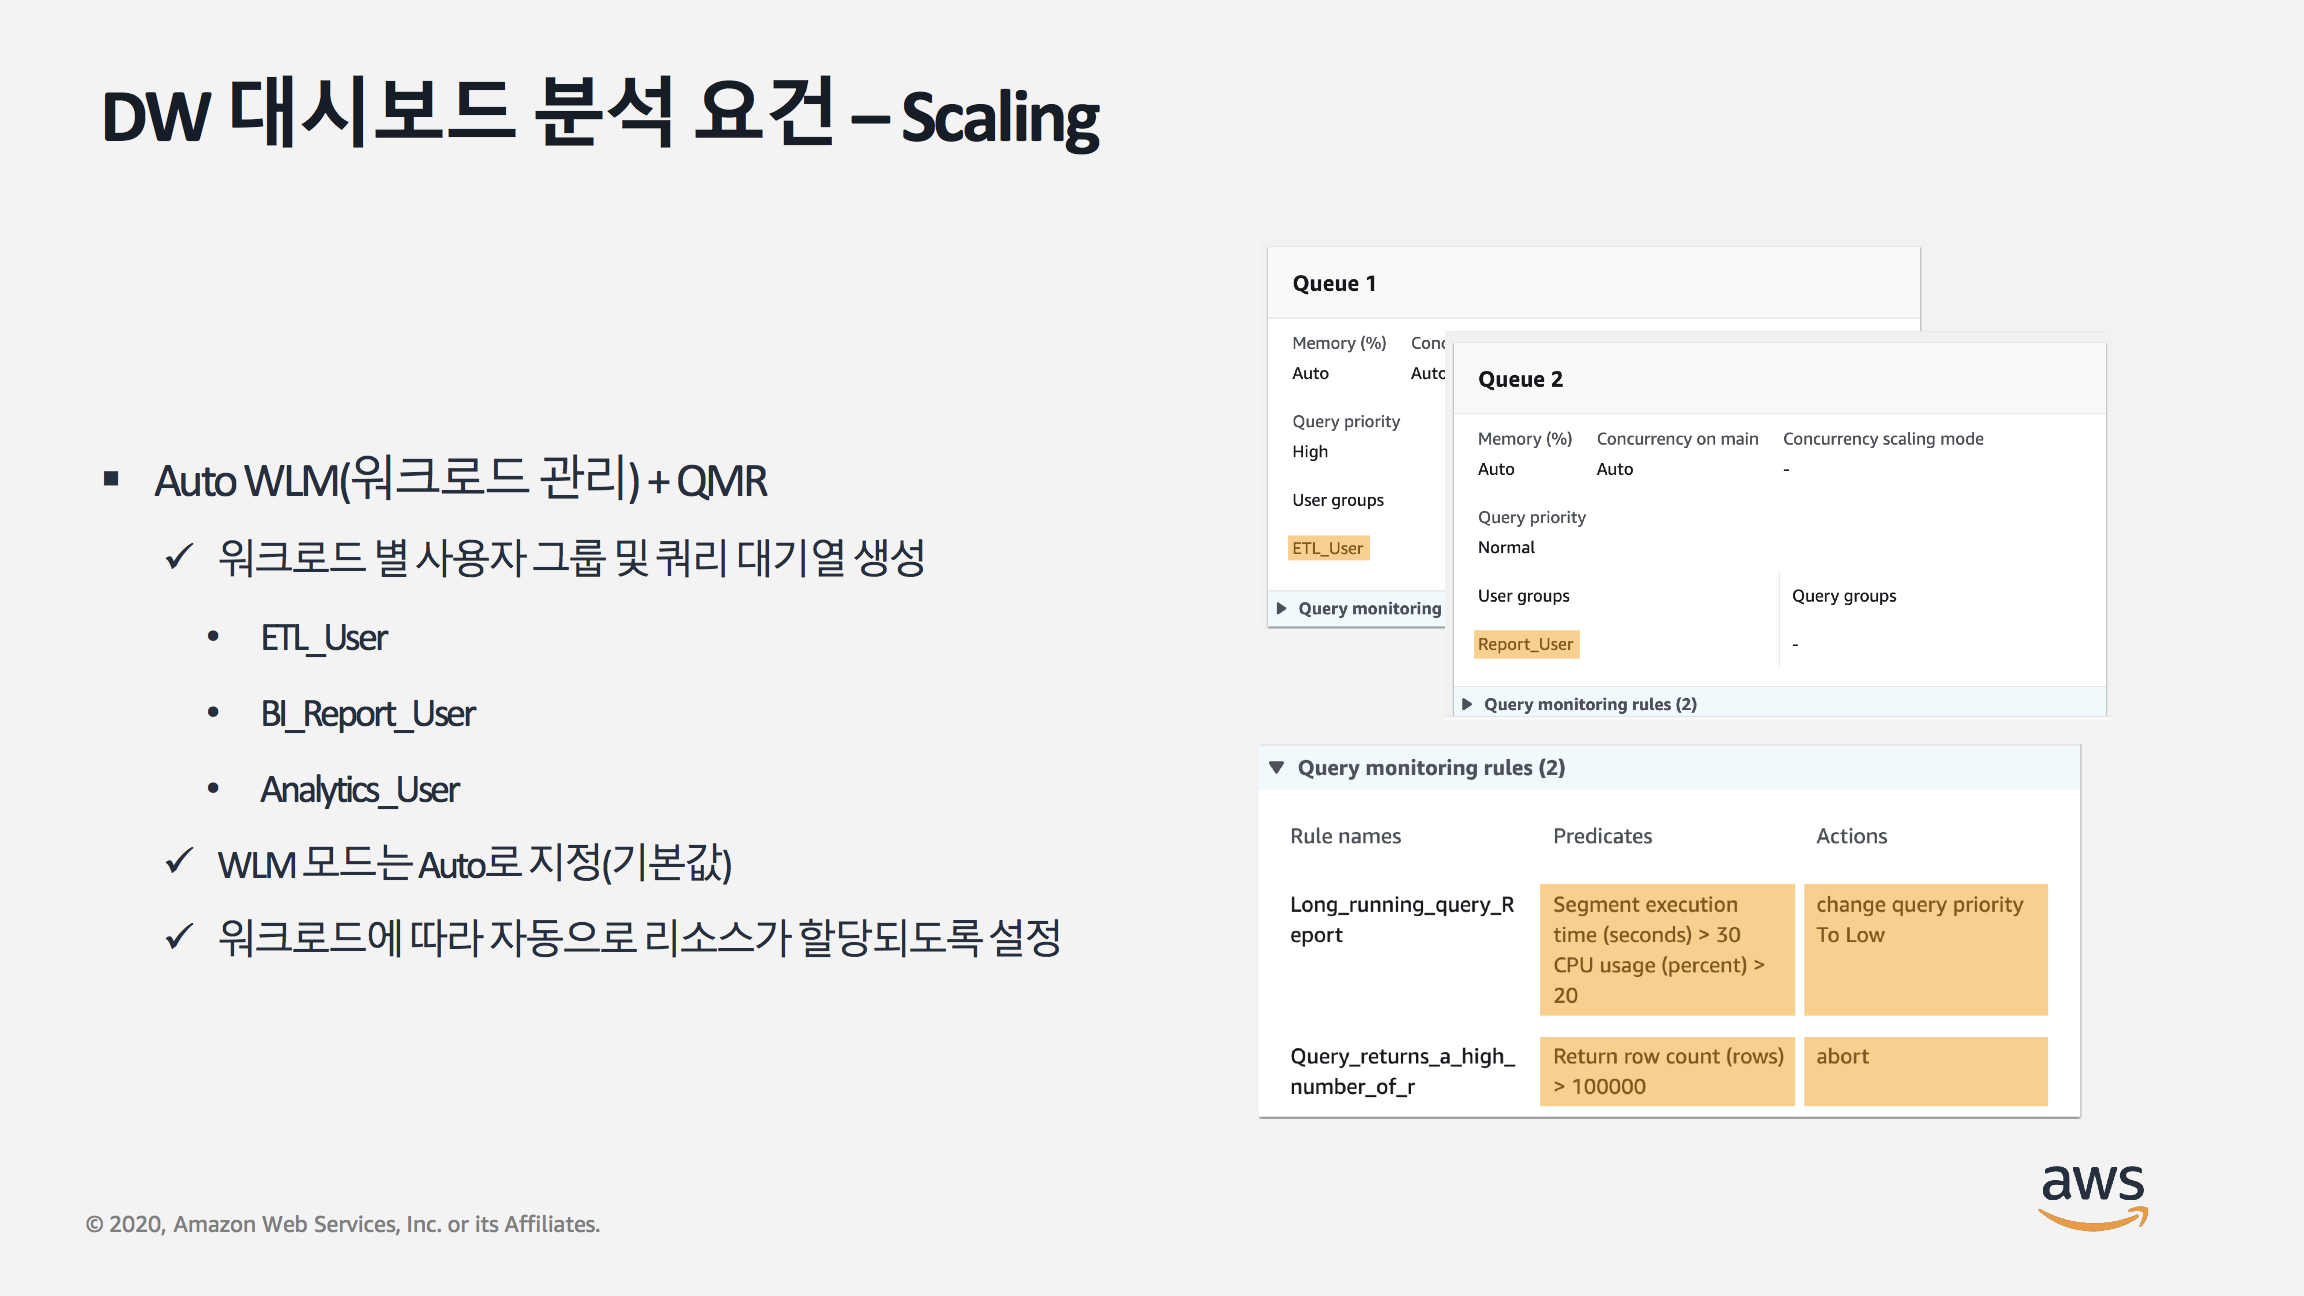 DW 대시보드 분석 요건 – Scaling
▪ Auto WLM(워크로드 관리) + QMR
✓ 워크로드 별 사용자 그룹 및 쿼리 대기열 생성
• ETL_User
• BI_Report_User
• Analytics_User
✓ WLM 모드는 Auto로 지정(기본값)
✓ 워크로드에 따라 자동으로 리소스가 할당되도록 설정
Queue 1
Memory (%)
Auto Auto
Query priority
High
User groups
ETL_User
Query monitoring
Queue 2
Memory (%) Concurrency on main Concurrency scaling mode
Auto Auto -
Query priority
Normal
User groups Query groups
Report_User -
Query monitoring rules (2)
Query monitoring rules (2)
Rule names Predicates Actions
Long_running_query_R Segment execution change query priority
eport time (seconds) > 30 To Low
CPU usage (percent) >
20
Query_returns_a_high_ Return row count (rows) abort
number_of_r > 100000
aws
© 2020, Amazon Web Services, Inc. or its Affiliates.